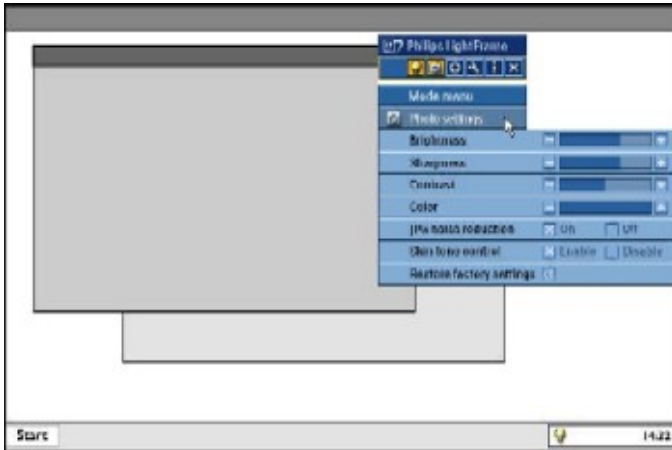 Philips LightFrame
Mode menu
Photo settings
Brightness
Sharpness
Contrast
Color
JPG noise reduction On Off
Skin tone control Enable Disable
Restore factory settings
Start